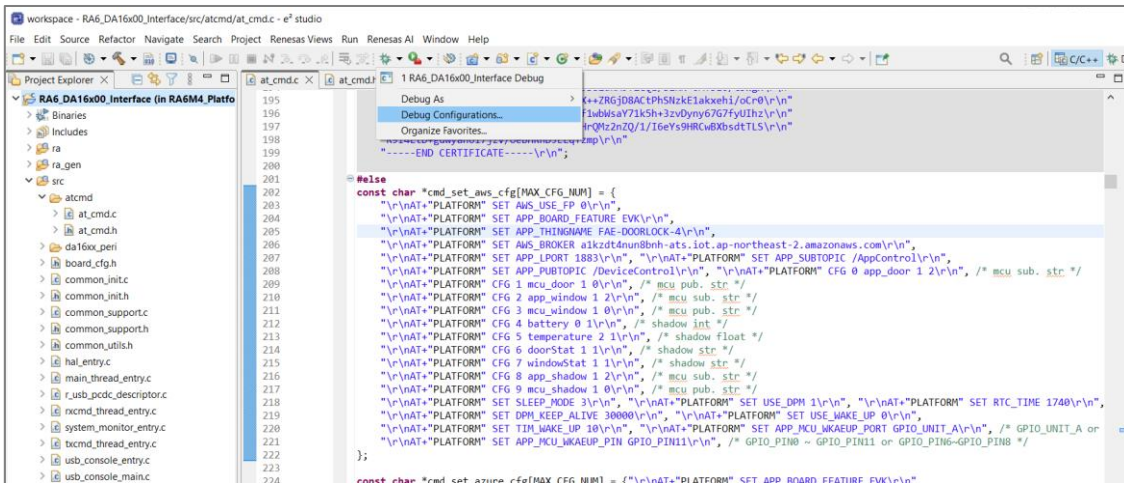 workspace - RA6_DA16x00_Interface/src/atcmd/at_cmd.c - e² studio
File Edit Source Refactor Navigate Search Project Renesas Views Run Renesas AI Window Help
C/C++
Project Explorer
at_cmd.c
at_cmd.h
1 RA6_DA16x00_Interface Debug
Debug As
Debug Configurations...
Organize Favorites...
RA6_DA16x00_Interface (in RA6M4_Platfo
Binaries
Includes
ra
ra_gen
src
atcmd
at_cmd.c
at_cmd.h
da16xx_peri
board_cfg.h
common_init.c
common_init.h
common_support.c
common_support.h
common_utils.h
hal_entry.c
main_thread_entry.c
r_usb_pcdc_descriptor.c
rxcmd_thread_entry.c
system_monitor_entry.c
txcmd_thread_entry.c
usb_console_entry.c
usb_console_main.c
195 (++ZRGjD8ACtPhSNzkE1akxehi/oCr0\r\n"
196 f1wbWsaY71k5h+3zvDyny67G7fyUIhz\r\n"
197 rQMz2nZQ/1/I6eYs9HRCwBXbsdtTLS\r\n"
198
199 "-----END CERTIFICATE-----\r\n";
200
201 #else
202 const char *cmd_set_aws_cfg[MAX_CFG_NUM] = {
203 "\r\nAT+"PLATFORM" SET AWS_USE_FP 0\r\n",
204 "\r\nAT+"PLATFORM" SET APP_BOARD_FEATURE EVK\r\n",
205 "\r\nAT+"PLATFORM" SET APP_THINGNAME FAE-DOORLOCK-4\r\n",
206 "\r\nAT+"PLATFORM" SET AWS_BROKER a1kzdt4nun8bnh-ats.iot.ap-northeast-2.amazonaws.com\r\n",
207 "\r\nAT+"PLATFORM" SET APP_LPORT 1883\r\n", "\r\nAT+"PLATFORM" SET APP_SUBTOPIC /AppControl\r\n",
208 "\r\nAT+"PLATFORM" SET APP_PUBTOPIC /DeviceControl\r\n", "\r\nAT+"PLATFORM" CFG 0 app_door 1 2\r\n", /* mcu sub. str */
209 "\r\nAT+"PLATFORM" CFG 1 mcu_door 1 0\r\n", /* mcu pub. str */
210 "\r\nAT+"PLATFORM" CFG 2 app_window 1 2\r\n", /* mcu sub. str */
211 "\r\nAT+"PLATFORM" CFG 3 mcu_window 1 0\r\n", /* mcu pub. str */
212 "\r\nAT+"PLATFORM" CFG 4 battery 0 1\r\n", /* shadow int */
213 "\r\nAT+"PLATFORM" CFG 5 temperature 2 1\r\n", /* shadow float */
214 "\r\nAT+"PLATFORM" CFG 6 doorStat 1 1\r\n", /* shadow str */
215 "\r\nAT+"PLATFORM" CFG 7 windowStat 1 1\r\n", /* shadow str */
216 "\r\nAT+"PLATFORM" CFG 8 app_shadow 1 2\r\n", /* mcu sub. str */
217 "\r\nAT+"PLATFORM" CFG 9 mcu_shadow 1 0\r\n", /* mcu pub. str */
218 "\r\nAT+"PLATFORM" SET SLEEP_MODE 3\r\n", "\r\nAT+"PLATFORM" SET USE_DPM 1\r\n", "\r\nAT+"PLATFORM" SET RTC_TIME 1740\r\n",
219 "\r\nAT+"PLATFORM" SET DPM_KEEP_ALIVE 30000\r\n", "\r\nAT+"PLATFORM" SET USE_WAKE_UP 0\r\n",
220 "\r\nAT+"PLATFORM" SET TIM_WAKE_UP 10\r\n", "\r\nAT+"PLATFORM" SET APP_MCU_WKAEUP_PORT GPIO_UNIT_A\r\n", /* GPIO_UNIT_A or
221 "\r\nAT+"PLATFORM" SET APP_MCU_WKAEUP_PIN GPIO_PIN11\r\n", /* GPIO_PIN0 ~ GPIO_PIN11 or GPIO_PIN6~GPIO_PIN8 */
222 };
223
224 const char *cmd_set_azure_cfg[MAX_CFG_NUM] = {"\r\nAT+"PLATFORM" SET APP_BOARD_FEATURE EVK\r\n"